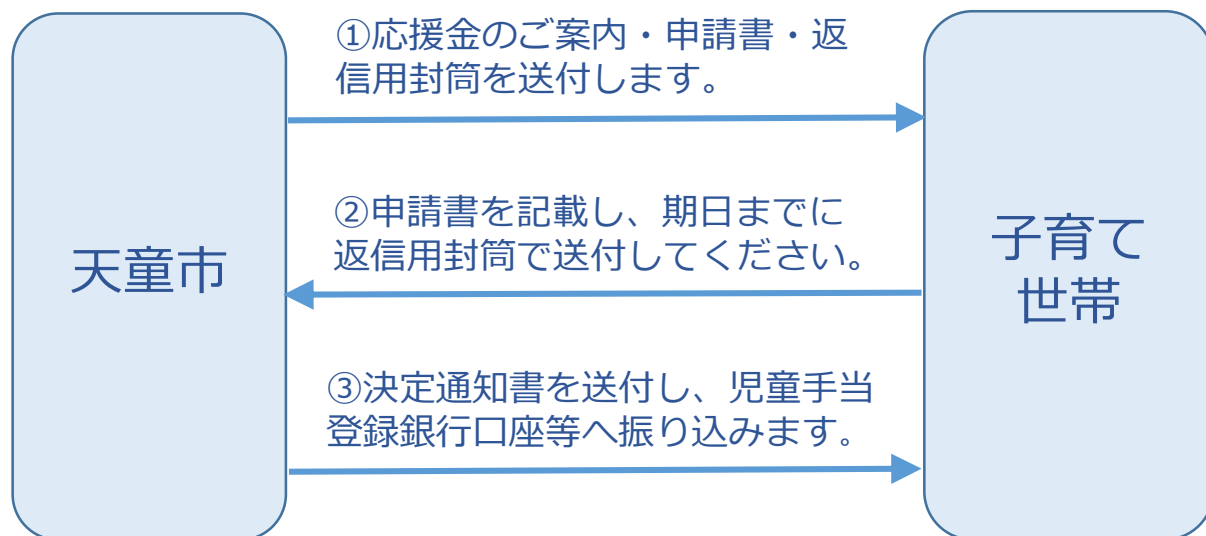 天童市
①応援金のご案内・申請書・返
信用封筒を送付します。
②申請書を記載し、期日までに
返信用封筒で送付してください。
③決定通知書を送付し、児童手当
登録銀行口座等へ振り込みます。
子育て
世帯